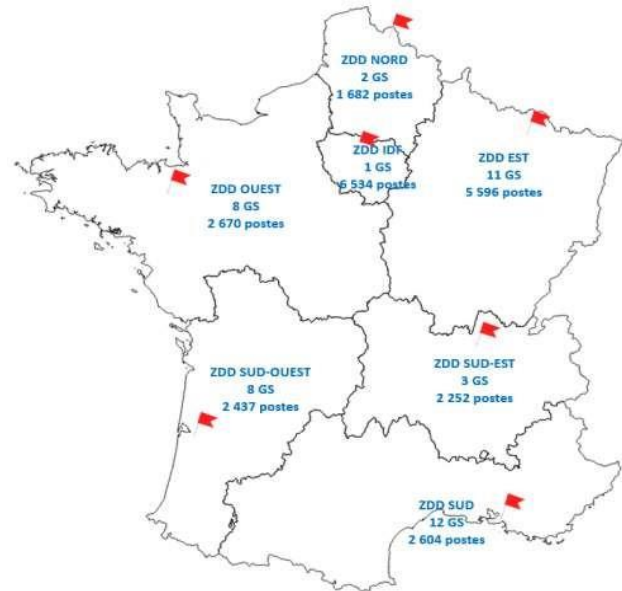 ZDD NORD
2 GS
1 682 postes
ZDD IDF
1 GS
6 534 postes
ZDD EST
11 GS
5 596 postes
ZDD OUEST
8 GS
2 670 postes
ZDD SUD-OUEST
8 GS
2 437 postes
ZDD SUD-EST
3 GS
2 252 postes
ZDD SUD
12 GS
2 604 postes